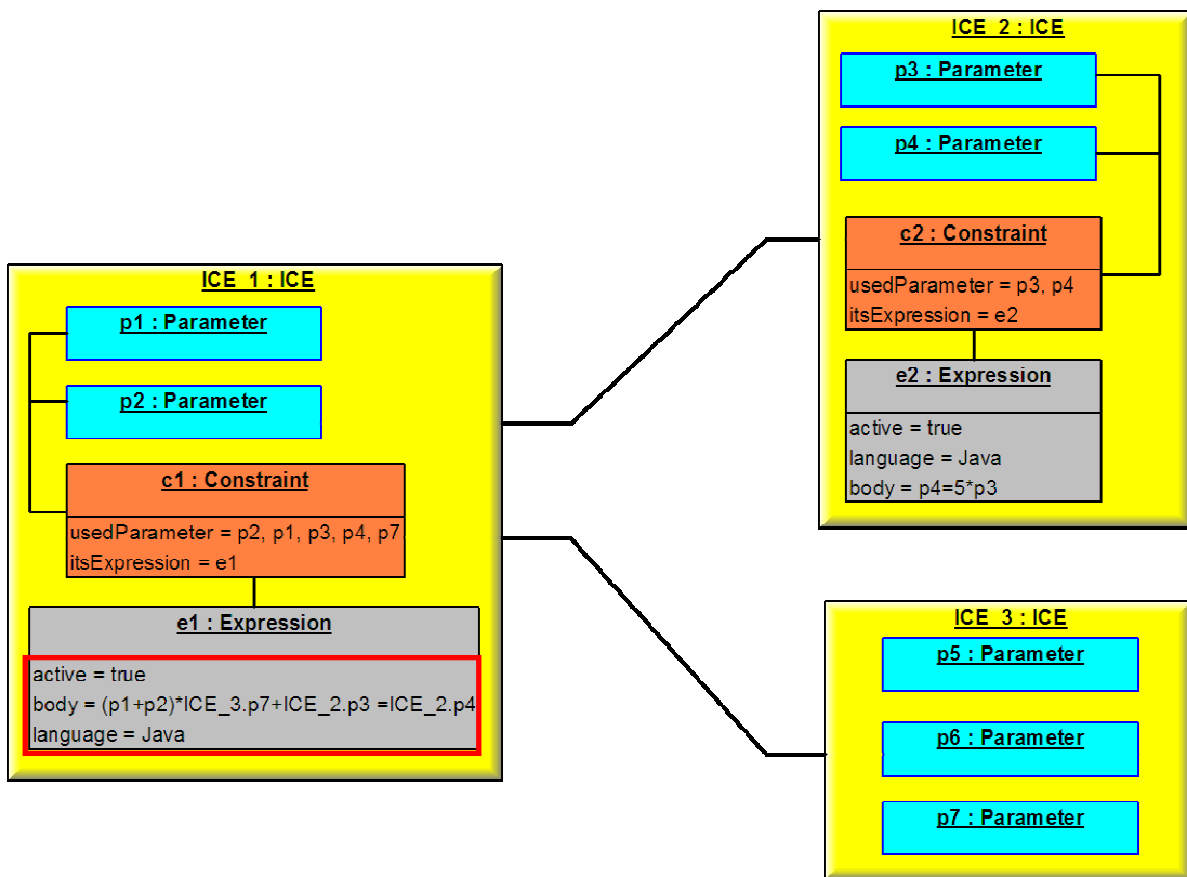 ICE_1 : ICE
p1 : Parameter
p2 : Parameter
c1 : Constraint
usedParameter = p2, p1, p3, p4, p7
itsExpression = e1
e1 : Expression
active = true
body = (p1+p2)*ICE_3.p7+ICE_2.p3 =ICE_2.p4
language = Java
ICE_2 : ICE
p3 : Parameter
p4 : Parameter
c2 : Constraint
usedParameter = p3, p4
itsExpression = e2
e2 : Expression
active = true
language = Java
body = p4=5*p3
ICE_3 : ICE
p5 : Parameter
p6 : Parameter
p7 : Parameter